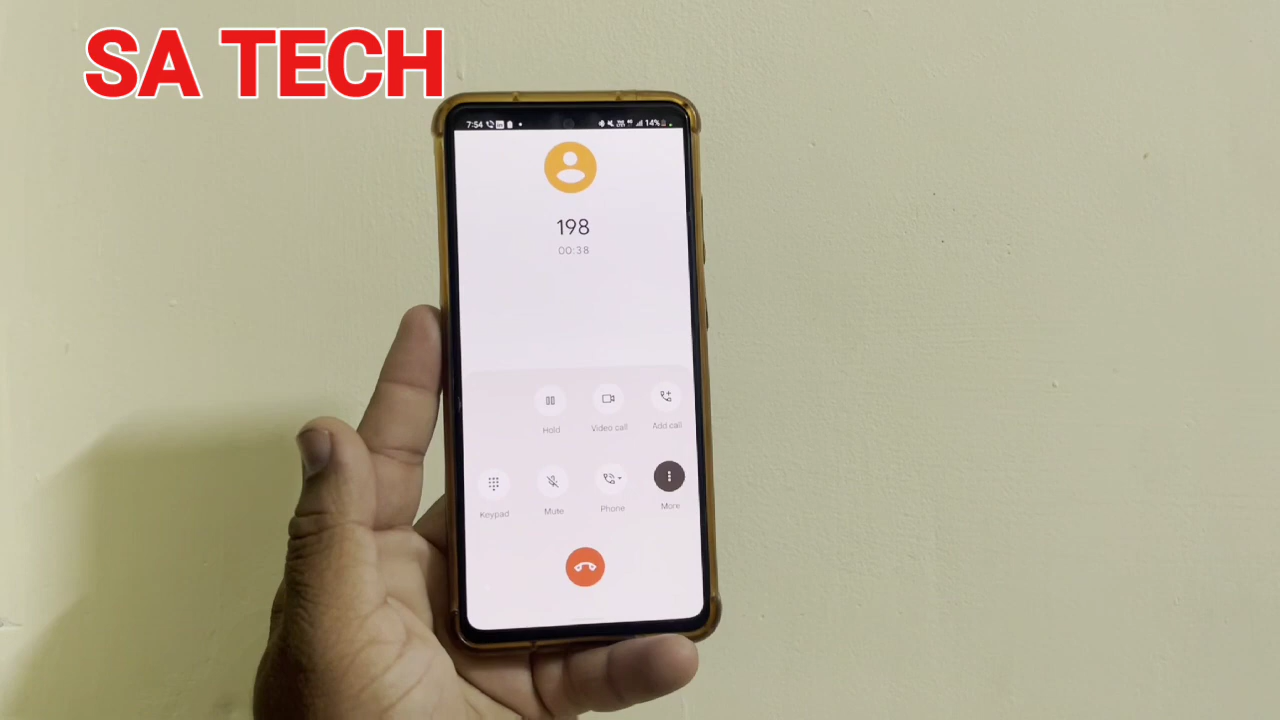 SA TECH
7:54
14%
198
00:38
Hold
Video call
Add call
Keypad
Mute
Phone
More